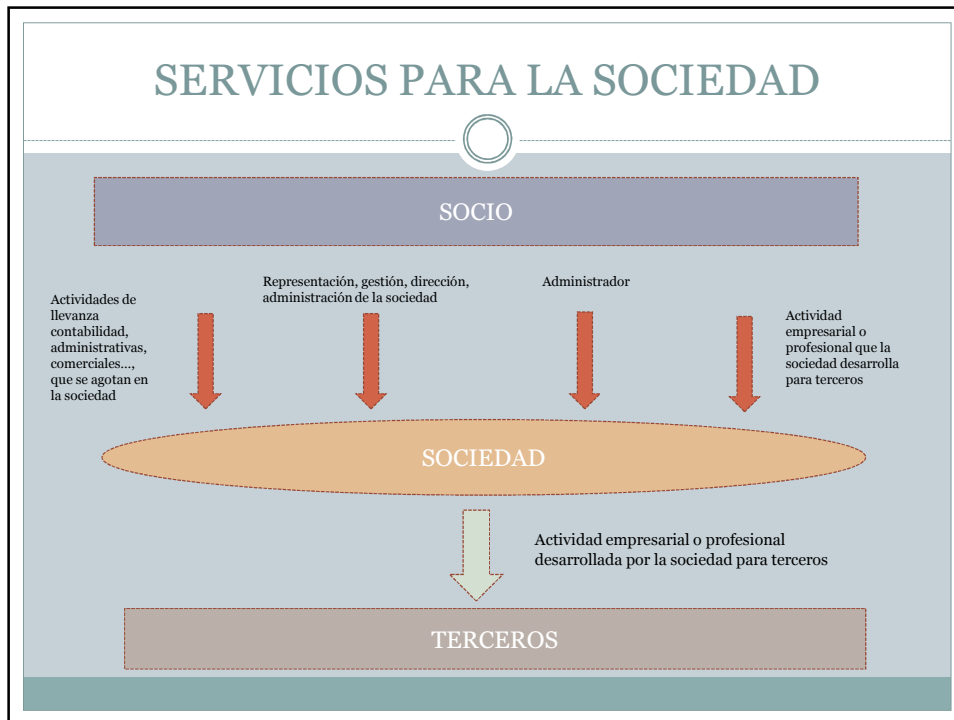 SERVICIOS PARA LA SOCIEDAD
SOCIO
Actividades de
llevanza
contabilidad,
administrativas,
comerciales…,
que se agotan en
la sociedad
Representación, gestión, dirección,
administración de la sociedad
Administrador
Actividad
empresarial o
profesional que la
sociedad desarrolla
para terceros
SOCIEDAD
Actividad empresarial o profesional
desarrollada por la sociedad para terceros
TERCEROS